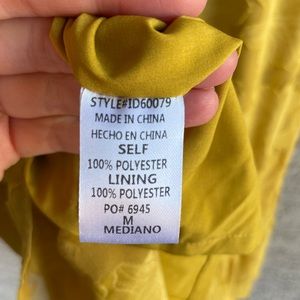 STYLE#ID60079
MADE IN CHINA
HECHO EN CHINA
SELF
100% POLYESTER
LINING
100% POLYESTER
PO# 6945
M
MEDIANO